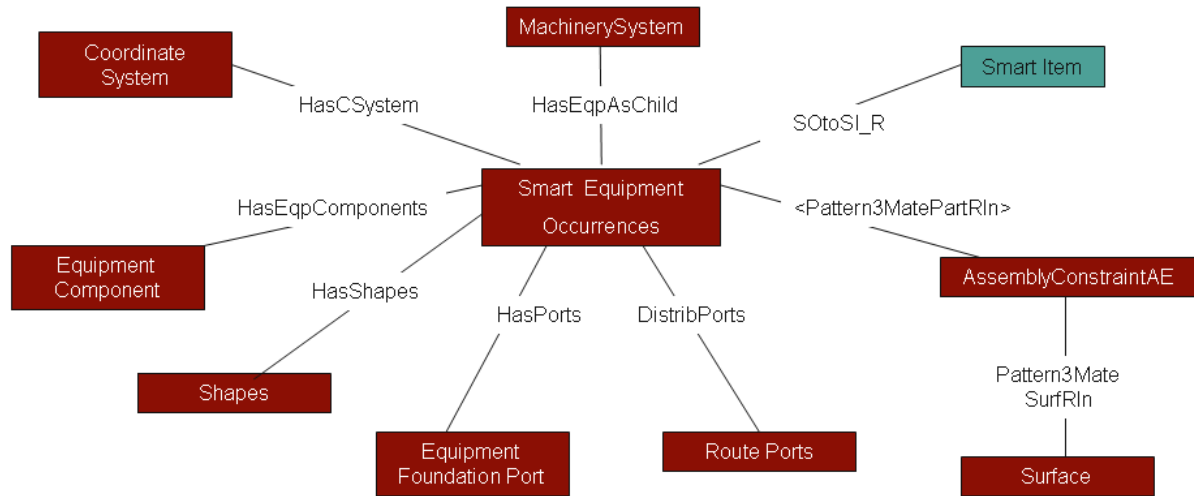 MachinerySystem
Coordinate
System
Smart Item
HasCSystem
HasEqpAsChild
SOtoSI_R
Smart Equipment
Occurrences
HasEqpComponents
<Pattern3MatePartRln>
Equipment
Component
AssemblyConstraintAE
HasShapes
HasPorts
DistribPorts
Shapes
Pattern3Mate
SurfRln
Equipment
Foundation Port
Route Ports
Surface